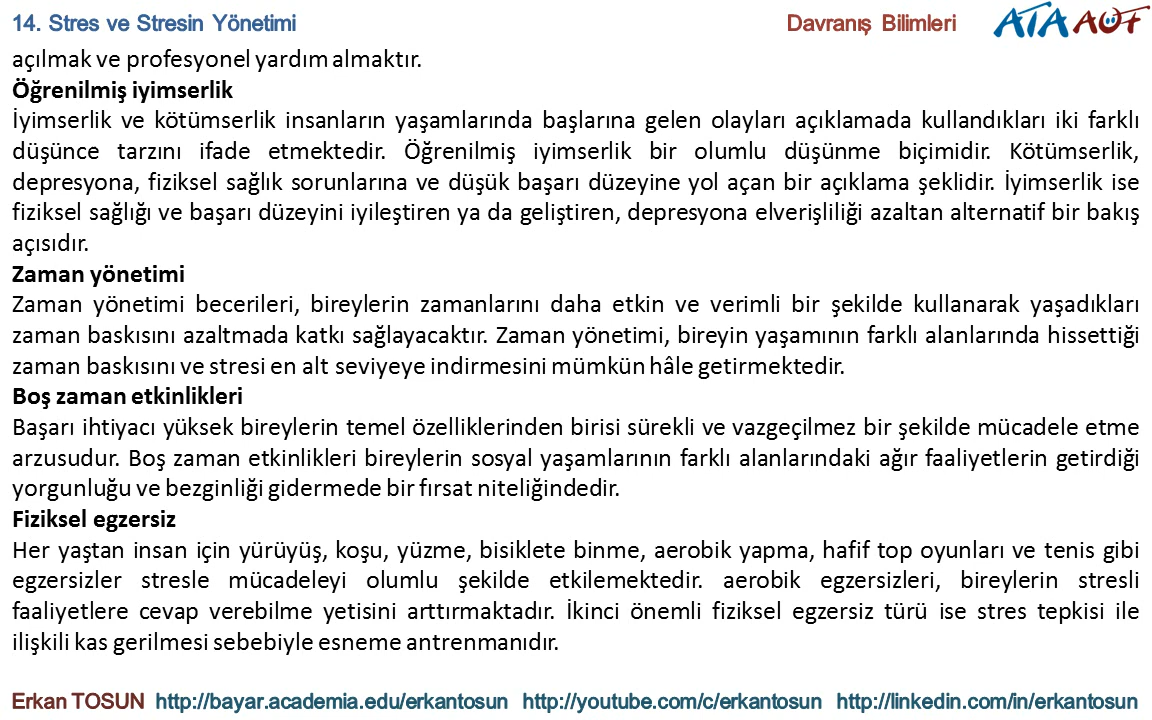 14. Stres ve Stresin Yönetimi Davranış Bilimleri ATA AÖF
açılmak ve profesyonel yardım almaktır.
Öğrenilmiş iyimserlik
İyimserlik ve kötümserlik insanların yaşamlarında başlarına gelen olayları açıklamada kullandıkları iki farklı
düşünce tarzını ifade etmektedir. Öğrenilmiş iyimserlik bir olumlu düşünme biçimidir. Kötümserlik,
depresyona, fiziksel sağlık sorunlarına ve düşük başarı düzeyine yol açan bir açıklama şeklidir. İyimserlik ise
fiziksel sağlığı ve başarı düzeyini iyileştiren ya da geliştiren, depresyona elverişliliği azaltan alternatif bir bakış
açısıdır.
Zaman yönetimi
Zaman yönetimi becerileri, bireylerin zamanlarını daha etkin ve verimli bir şekilde kullanarak yaşadıkları
zaman baskısını azaltmada katkı sağlayacaktır. Zaman yönetimi, bireyin yaşamının farklı alanlarında hissettiği
zaman baskısını ve stresi en alt seviyeye indirmesini mümkün hâle getirmektedir.
Boş zaman etkinlikleri
Başarı ihtiyacı yüksek bireylerin temel özelliklerinden birisi sürekli ve vazgeçilmez bir şekilde mücadele etme
arzusudur. Boş zaman etkinlikleri bireylerin sosyal yaşamlarının farklı alanlarındaki ağır faaliyetlerin getirdiği
yorgunluğu ve bezginliği gidermede bir fırsat niteliğindedir.
Fiziksel egzersiz
Her yaştan insan için yürüyüş, koşu, yüzme, bisiklete binme, aerobik yapma, hafif top oyunları ve tenis gibi
egzersizler stresle mücadeleyi olumlu şekilde etkilemektedir. aerobik egzersizleri, bireylerin stresli
faaliyetlere cevap verebilme yetisini arttırmaktadır. İkinci önemli fiziksel egzersiz türü ise stres tepkisi ile
ilişkili kas gerilmesi sebebiyle esneme antrenmanıdır.
Erkan TOSUN http://bayar.academia.edu/erkantosun http://youtube.com/c/erkantosun http://linkedin.com/in/erkantosun